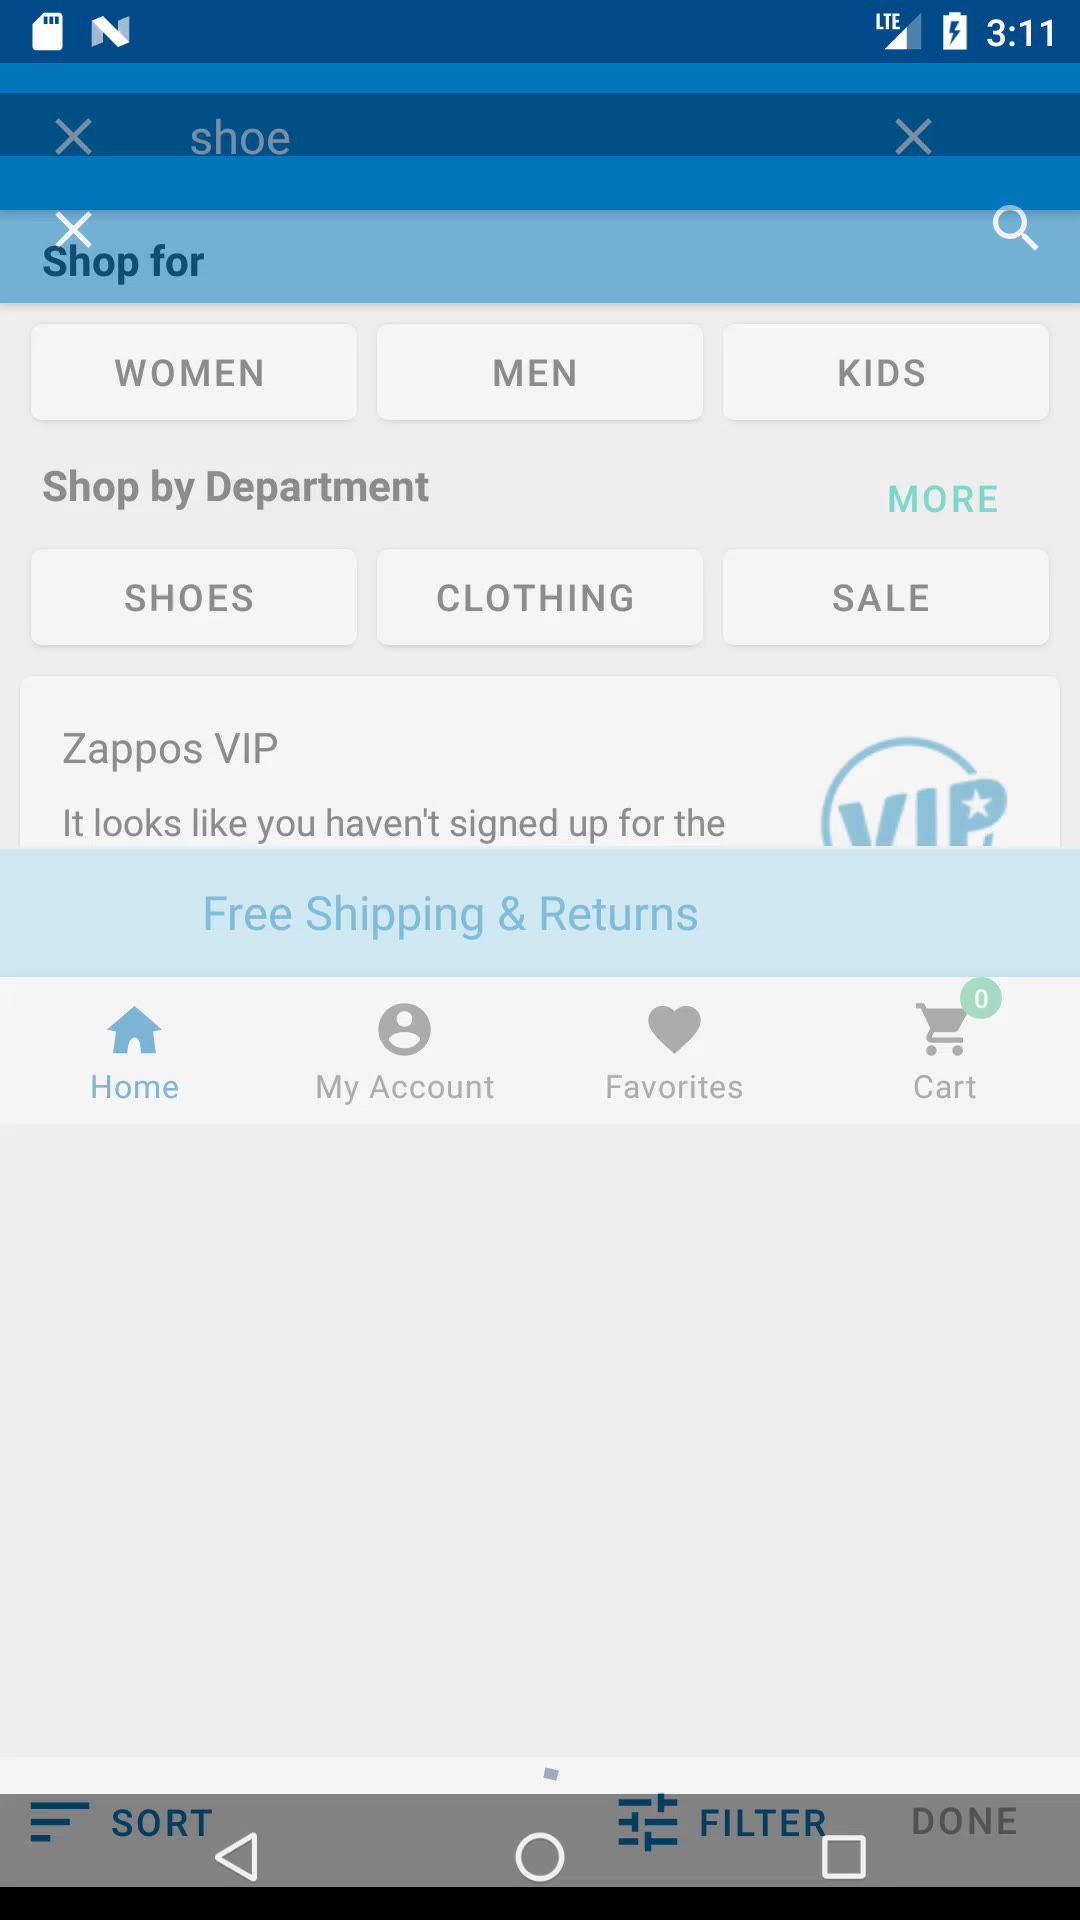 LTE 3:11
shoe
Shop for
WOMEN MEN KIDS
Shop by Department
MORE
SHOES CLOTHING SALE
Zappos VIP
It looks like you haven't signed up for the
VIP
Free Shipping & Returns
0
Home My Account Favorites Cart
SORT FILTER DONE